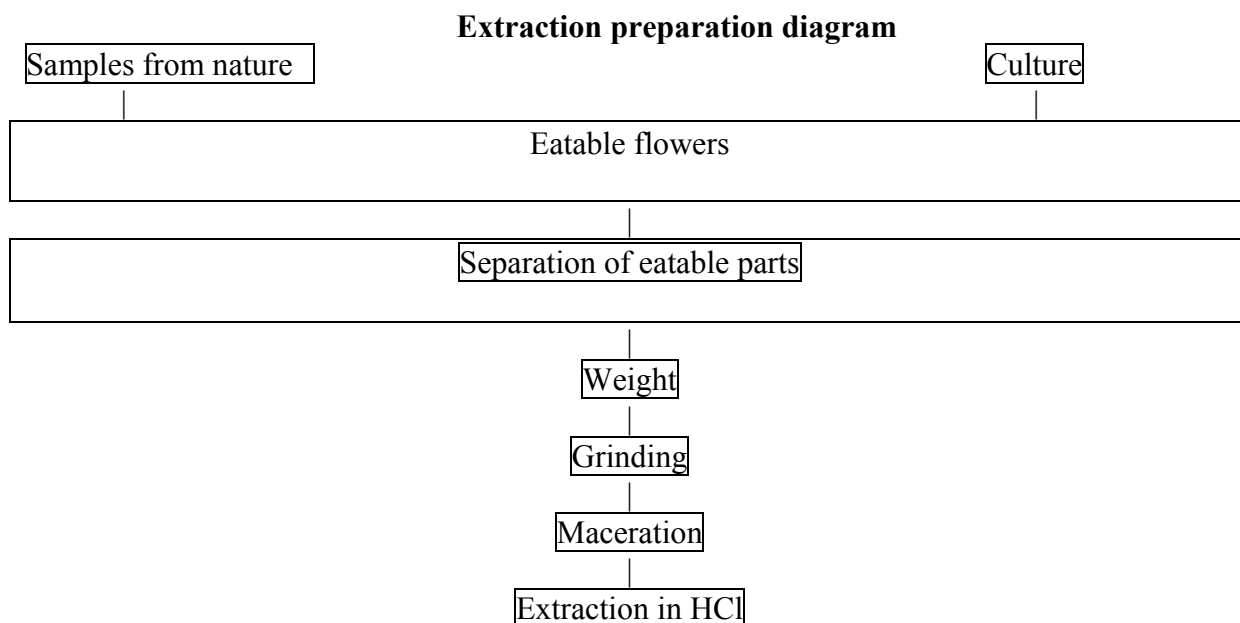 Extraction preparation diagram
Samples from nature
Culture
Eatable flowers
Separation of eatable parts
Weight
Grinding
Maceration
Extraction in HCl